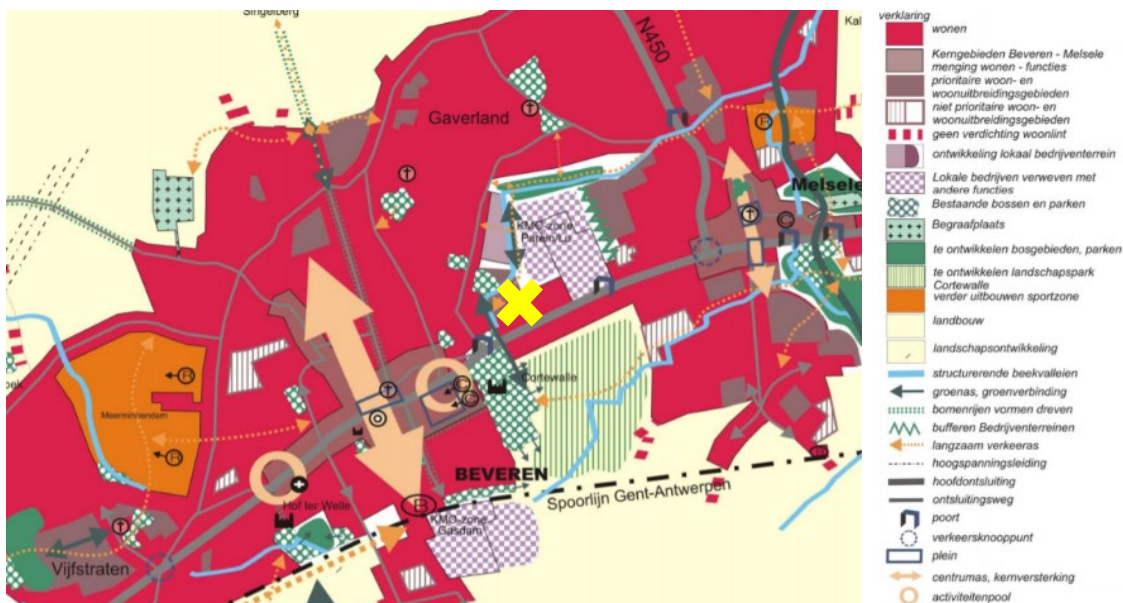 Singelberg
N450
Kal
Gaverland
Melsele
KMO-zone
Perein/Lu
Cortewalle
oek
Meerminnendam
BEVEREN
Hof ter Welle
Spoorlijn Gent-Antwerpen
KMO-zone
Gasdam
Vijfstraten
R
R
R
C
C
C
B
verklaring
wonen
Kerngebieden Beveren - Melsele
menging wonen - functies
prioritaire woon- en
woonuitbreidingsgebieden
niet prioritaire woon- en
woonuitbreidingsgebieden
geen verdichting woonlint
ontwikkeling lokaal bedrijventerrein
Lokale bedrijven verweven met
andere functies
Bestaande bossen en parken
Begraafplaats
te ontwikkelen bosgebieden, parken
te ontwikkelen landschapspark
Cortewalle
verder uitbouwen sportzone
landbouw
landschapsontwikkeling
structurerende beekvalleien
groenas, groenverbinding
bomenrijen vormen dreven
bufferen Bedrijventerreinen
langzaam verkeeras
hoogspanningsleiding
hoofdontsluiting
ontsluitingsweg
poort
verkeersknooppunt
plein
centrumas, kernversterking
activiteitenpool